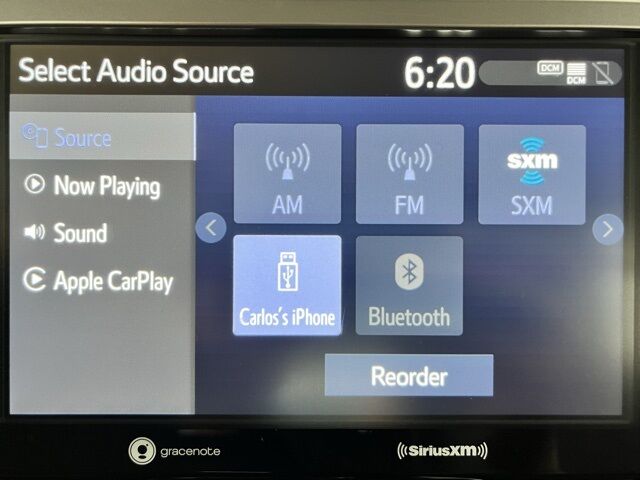 Select Audio Source
6:20
DCM
DCM
Source
Now Playing
Sound
Apple CarPlay
AM
FM
sxm
SXM
Carlos's iPhone
Bluetooth
Reorder
gracenote
SiriusXM